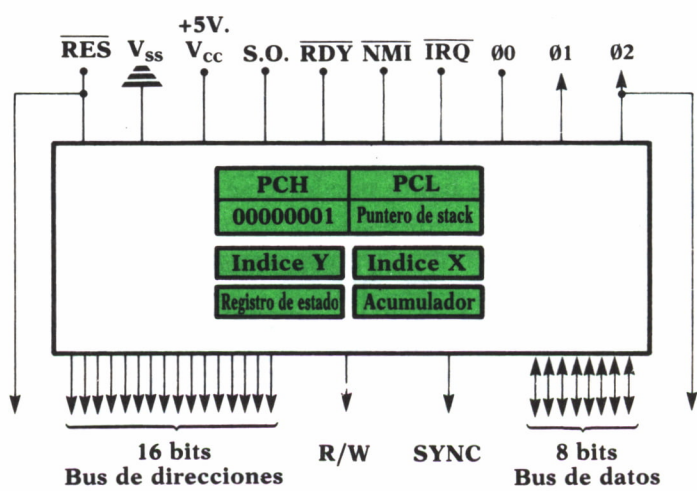 +5V.
RES Vss Vcc S.O. RDY NMI IRQ ø0 ø1 ø2
PCH PCL
00000001 Puntero de stack
Indice Y Indice X
Registro de estado Acumulador
16 bits R/W SYNC 8 bits
Bus de direcciones Bus de datos